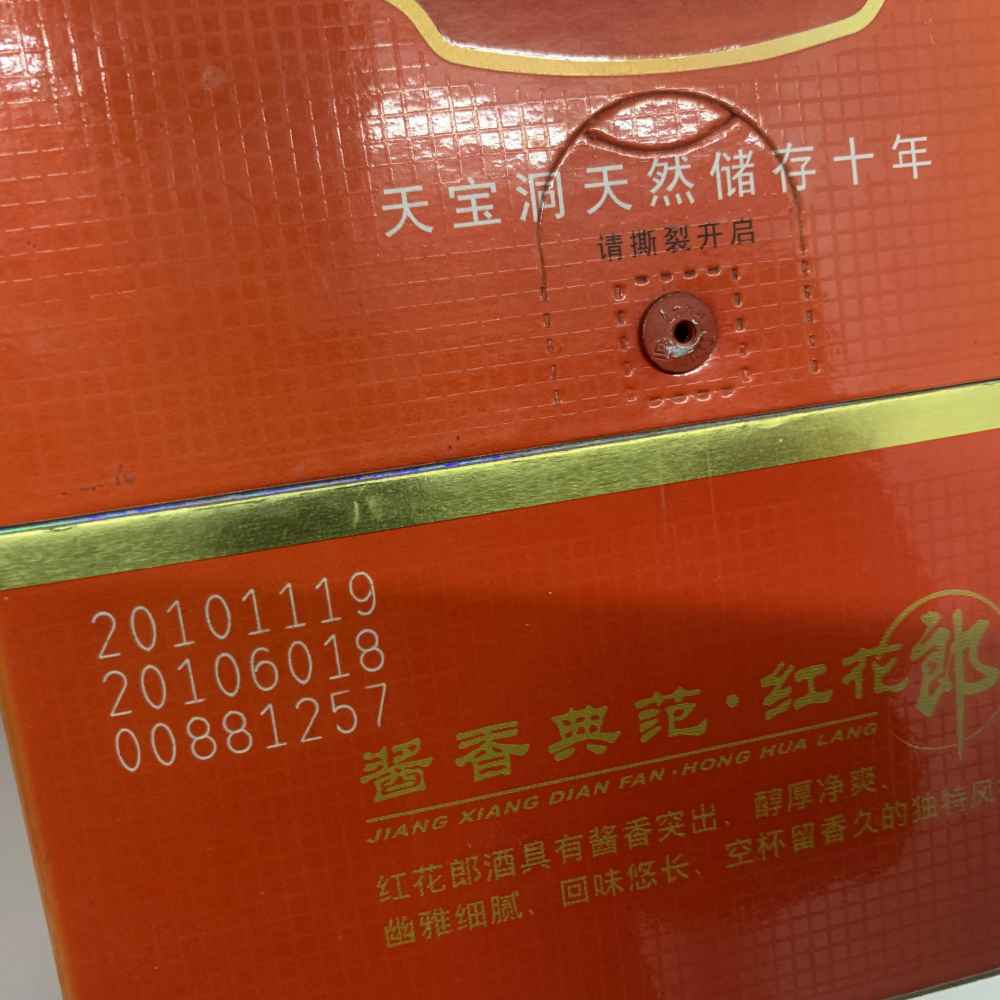 天宝洞天然储存十年
请撕裂开启
20101119
20106018
00881257
酱香典范·红花郎
JIANG XIANG DIAN FAN·HONG HUA LANG
红花郎酒具有酱香突出、醇厚净爽、
幽雅细腻、回味悠长、空杯留香久的独特风